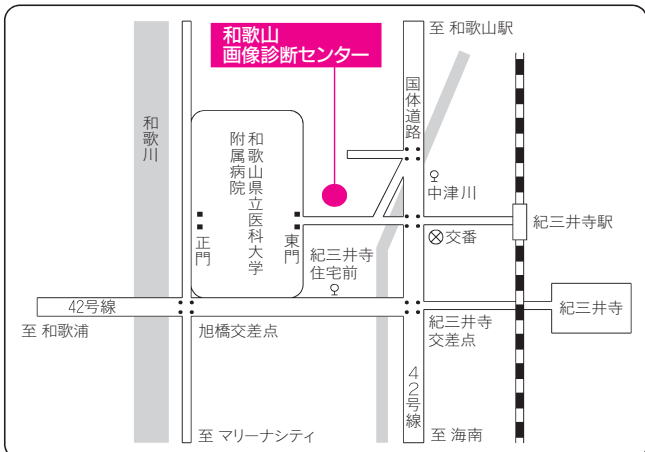 和歌山
画像診断センター
至 和歌山駅
国体道路
和歌川
和歌山県立医科大学
附属病院
中津川
正門
東門
紀三井寺
住宅前
交番
紀三井寺駅
42号線
至 和歌浦
旭橋交差点
紀三井寺
交差点
紀三井寺
42号線
至 マリーナシティ
至 海南